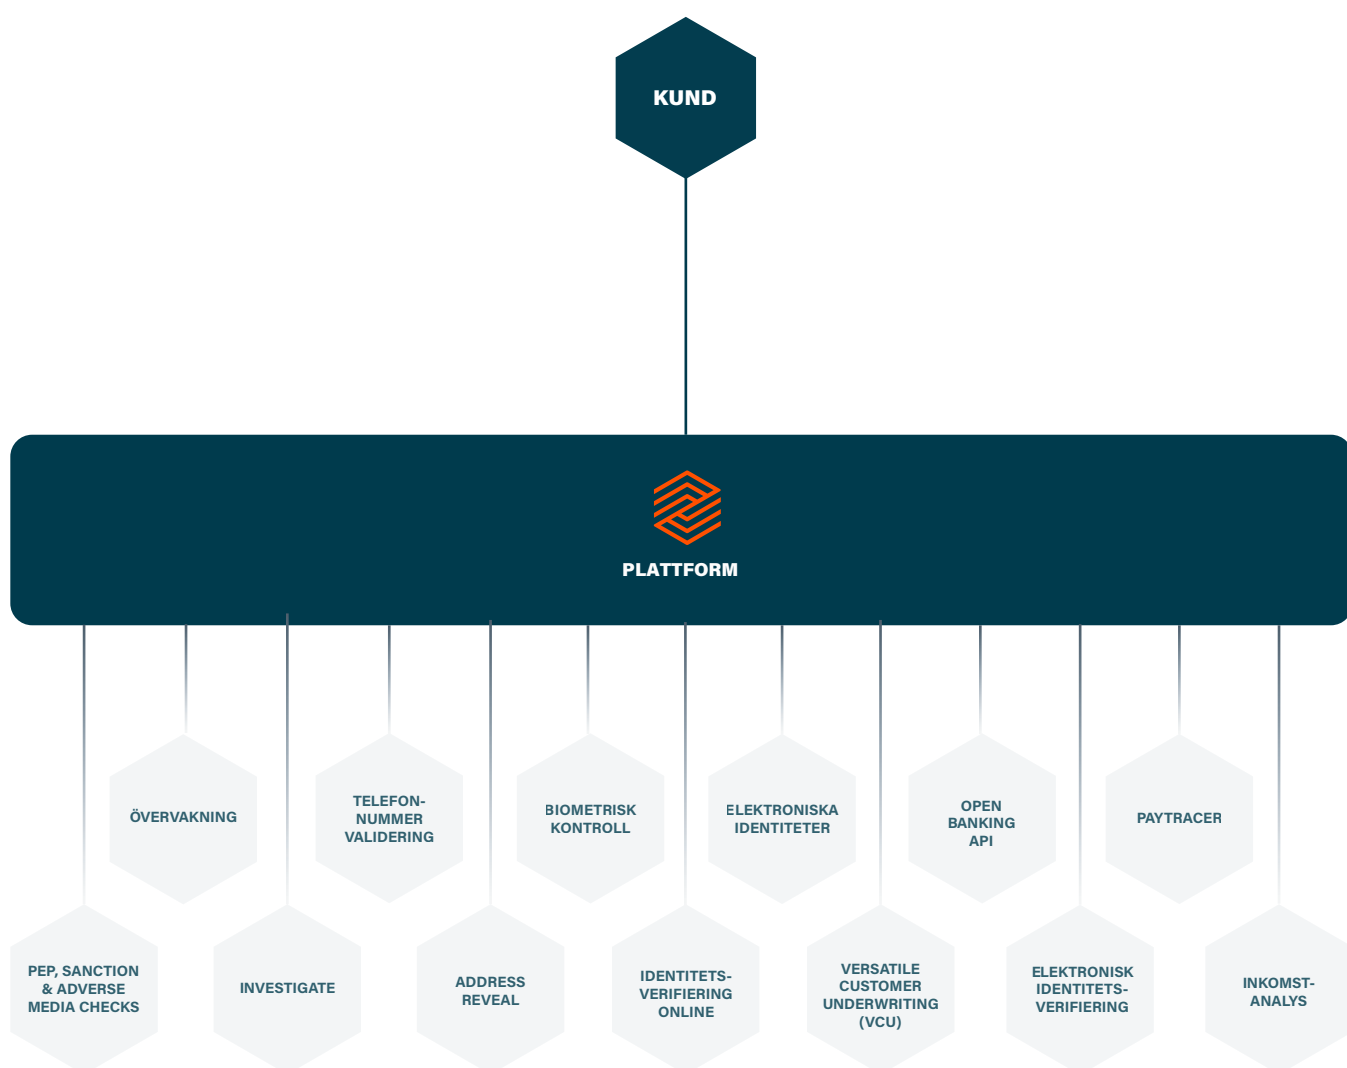 KUND
PLATTFORM
ÖVERVAKNING
TELEFON-
NUMMER
VALIDERING
BIOMETRISK
KONTROLL
ELEKTRONISKA
IDENTITETER
OPEN
BANKING
API
PAYTRACER
PEP, SANCTION
& ADVERSE
MEDIA CHECKS
INVESTIGATE
ADDRESS
REVEAL
IDENTITETS-
VERIFIERING
ONLINE
VERSATILE
CUSTOMER
UNDERWRITING
(VCU)
ELEKTRONISK
IDENTITETS-
VERIFIERING
INKOMST-
ANALYS